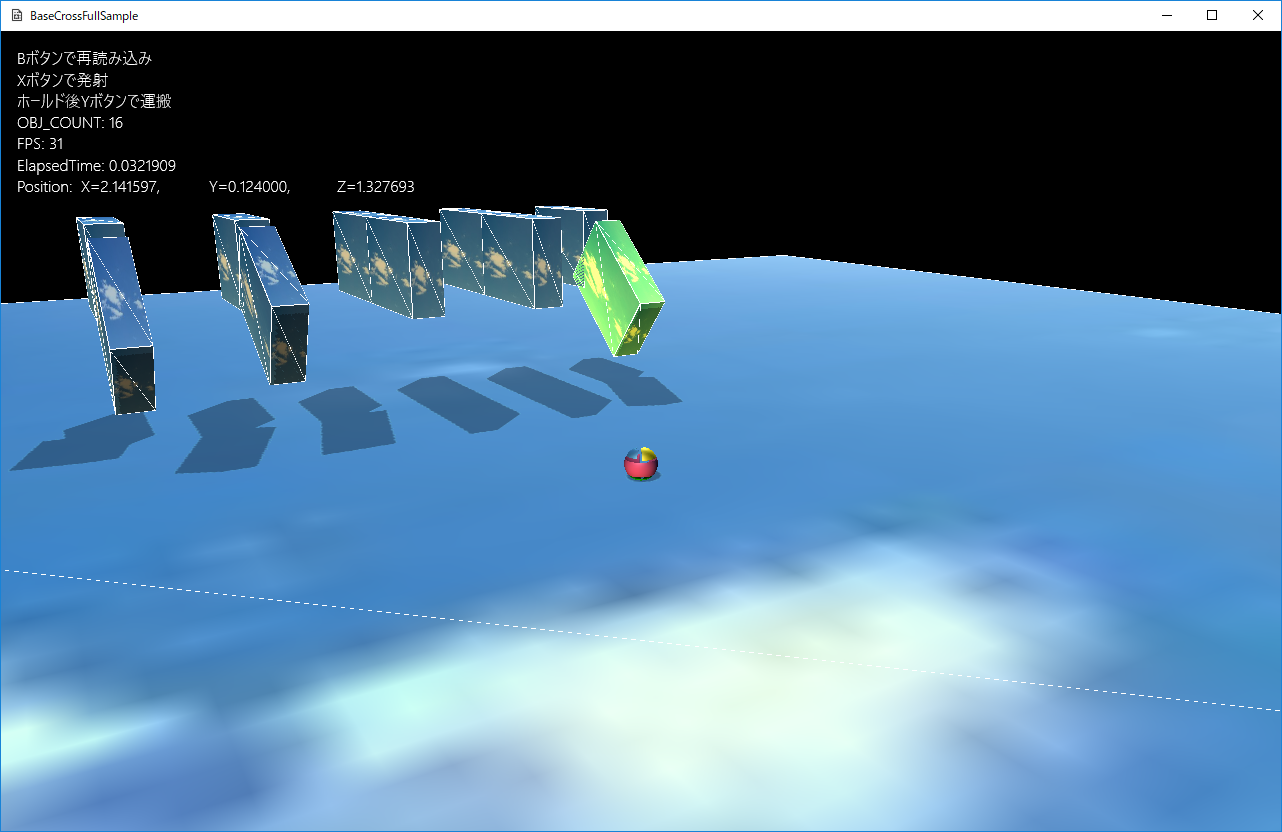 BaseCrossFullSample
Bボタンで再読み込み
Xボタンで発射
ホールド後Yボタンで運搬
OBJ_COUNT: 16
FPS: 31
ElapsedTime: 0.0321909
Position: X=2.141597, Y=0.124000, Z=1.327693